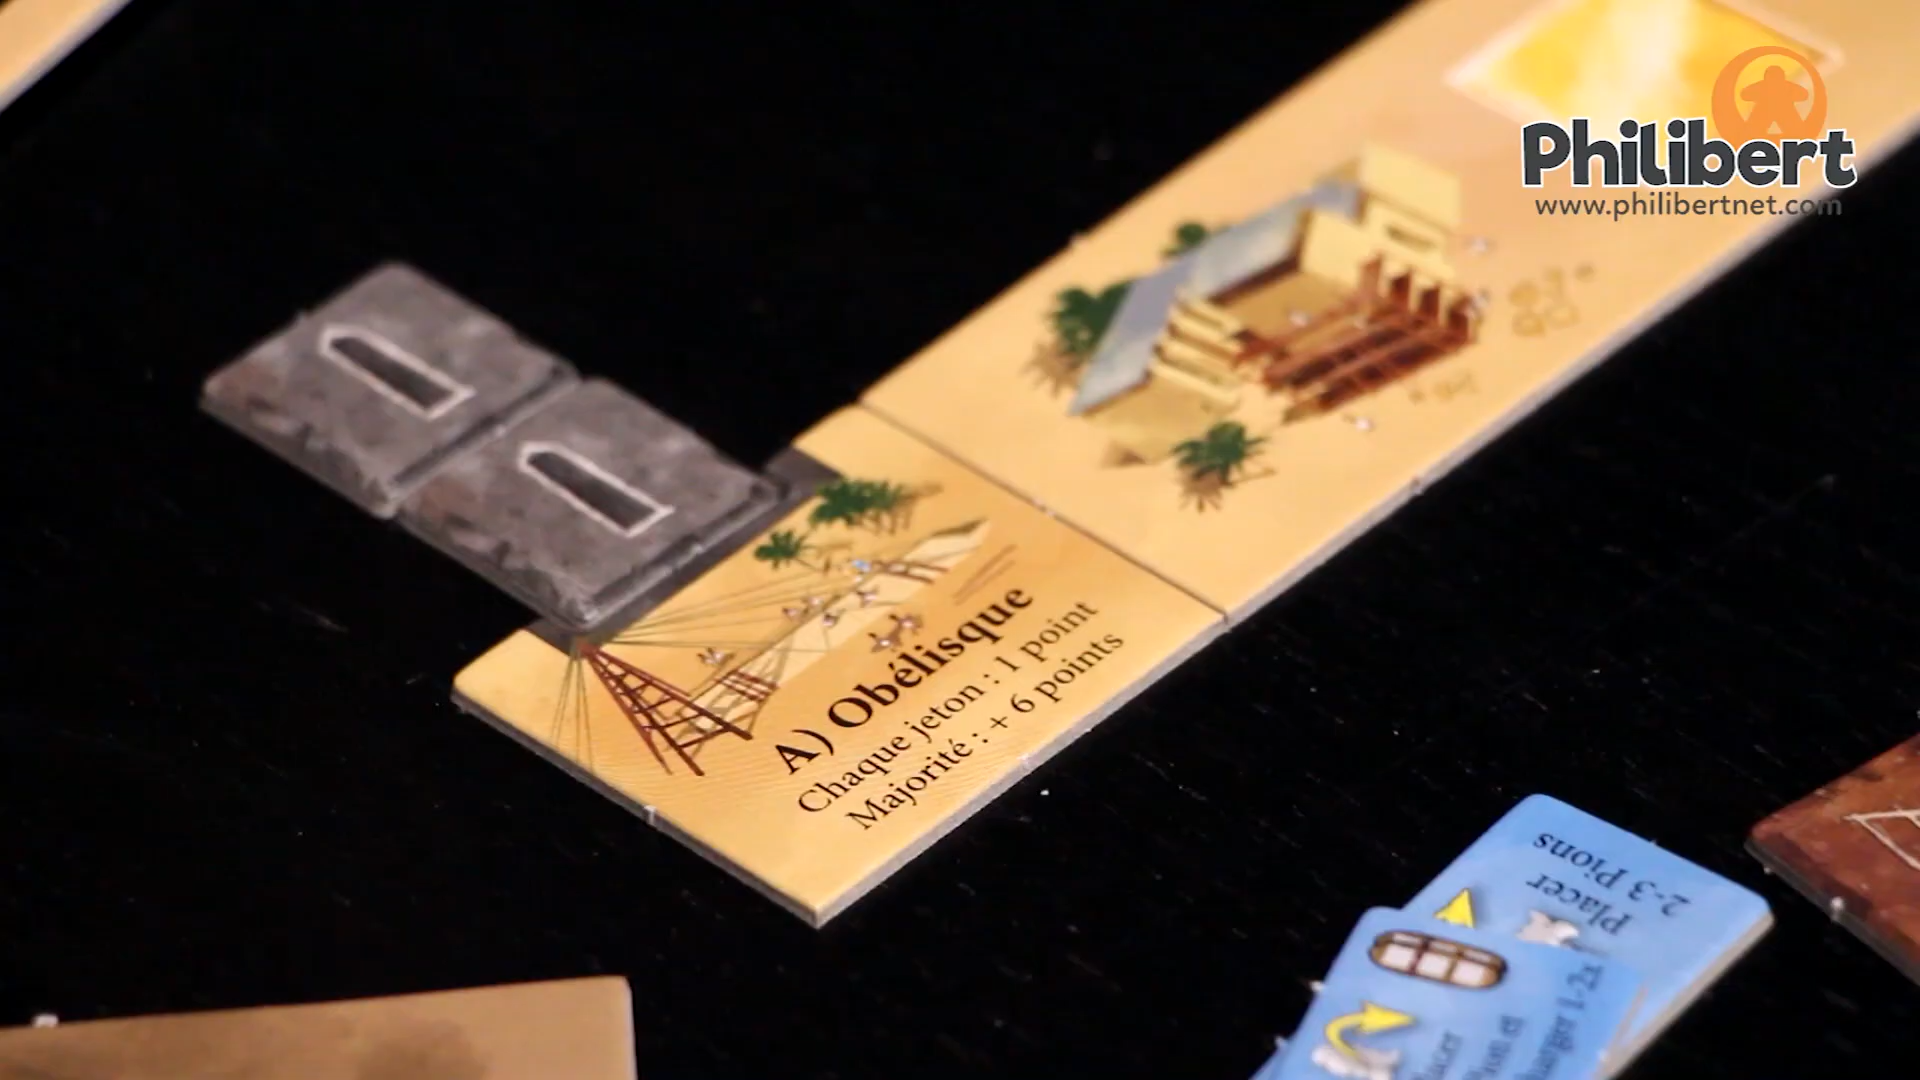 Philibert
www.philibertnet.com
A) Obélisque
Chaque jeton : 1 point
Majorité : + 6 points
Placer
2-3 Pions